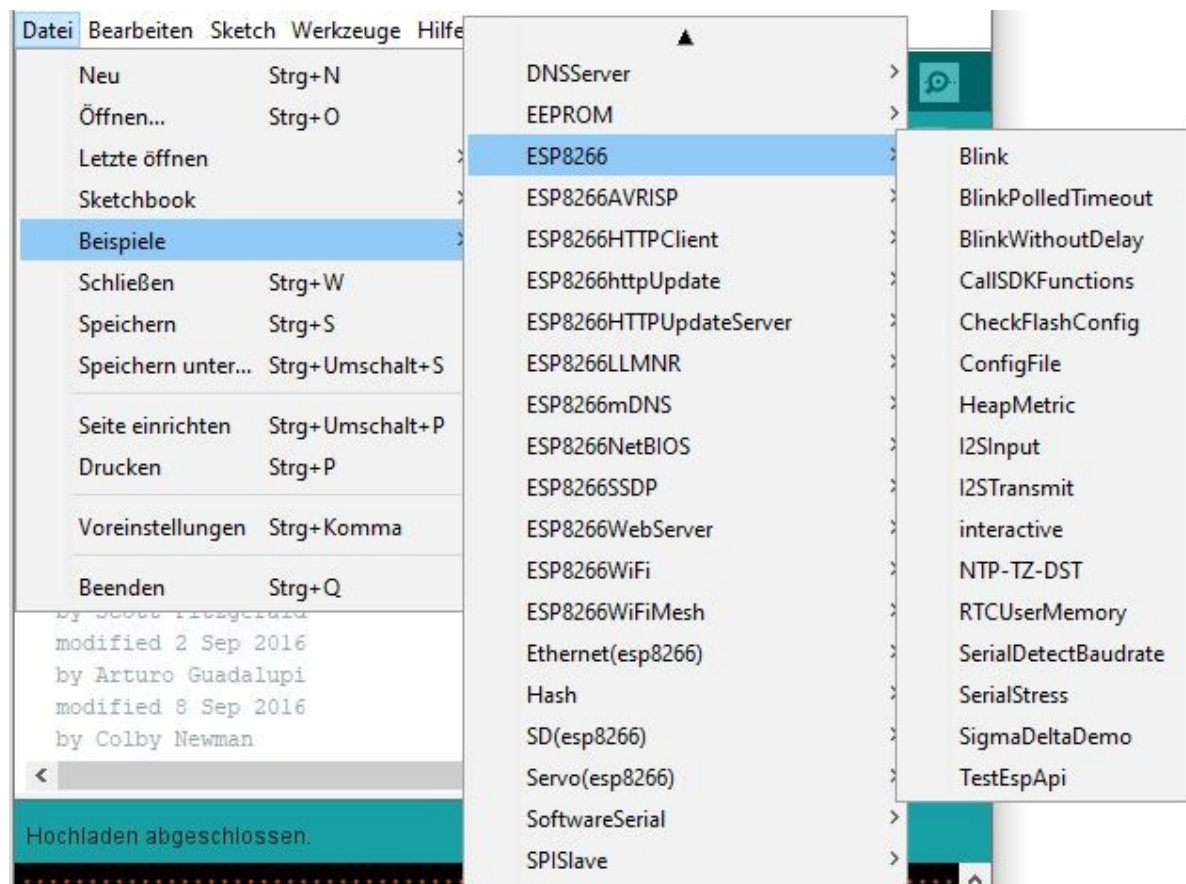 Datei Bearbeiten Sketch Werkzeuge Hilfe
Neu Strg+N
Öffnen... Strg+O
Letzte öffnen
Sketchbook
Beispiele
Schließen Strg+W
Speichern Strg+S
Speichern unter... Strg+Umschalt+S
Seite einrichten Strg+Umschalt+P
Drucken Strg+P
Voreinstellungen Strg+Komma
Beenden Strg+Q
DNSServer
EEPROM
ESP8266
ESP8266AVRISP
ESP8266HTTPClient
ESP8266httpUpdate
ESP8266HTTPUpdateServer
ESP8266LLMNR
ESP8266mDNS
ESP8266NetBIOS
ESP8266SSDP
ESP8266WebServer
ESP8266WiFi
ESP8266WiFiMesh
Ethernet(esp8266)
Hash
SD(esp8266)
Servo(esp8266)
SoftwareSerial
SPISlave
Blink
BlinkPolledTimeout
BlinkWithoutDelay
CallSDKFunctions
CheckFlashConfig
ConfigFile
HeapMetric
I2SInput
I2STransmit
interactive
NTP-TZ-DST
RTCUserMemory
SerialDetectBaudrate
SerialStress
SigmaDeltaDemo
TestEspApi
by Scott Fitzgerald
modified 2 Sep 2016
by Arturo Guadalupi
modified 8 Sep 2016
by Colby Newman
Hochladen abgeschlossen.